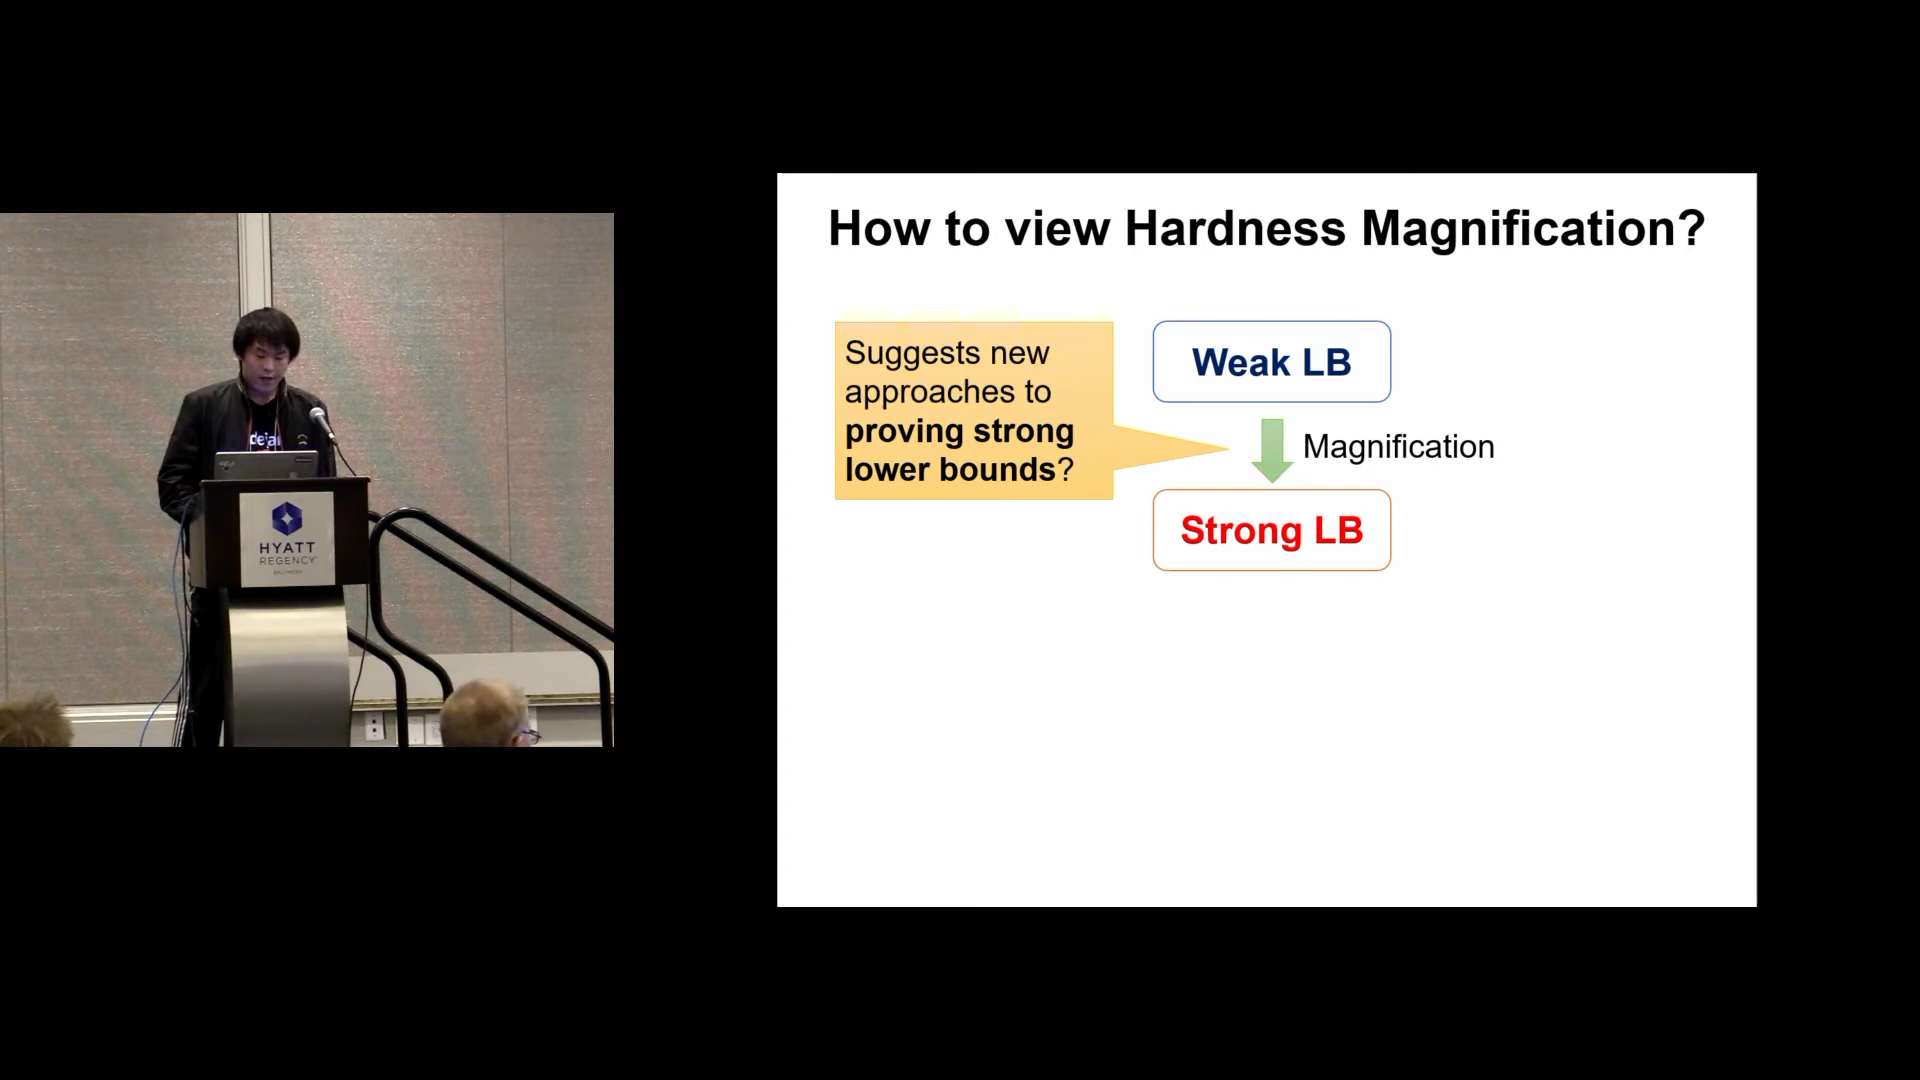 How to view Hardness Magnification?
Suggests new
approaches to
proving strong
lower bounds?
Weak LB
Magnification
Strong LB
HYATT
REGENCY